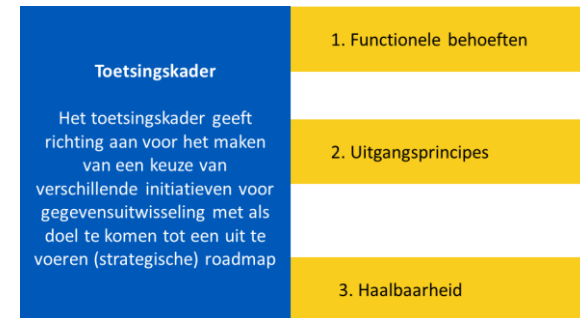 Toetsingskader
Het toetsingskader geeft
richting aan voor het maken
van een keuze van
verschillende initiatieven voor
gegevensuitwisseling met als
doel te komen tot een uit te
voeren (strategische) roadmap
1. Functionele behoeften
2. Uitgangsprincipes
3. Haalbaarheid